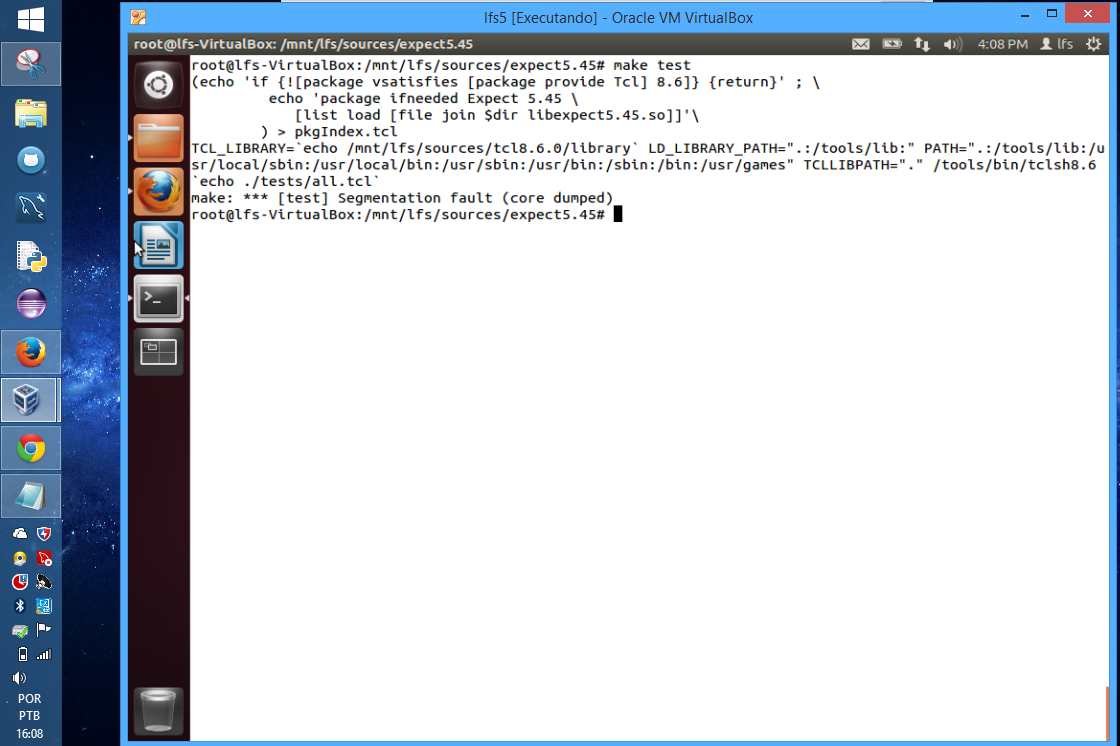 lfs5 [Executando] - Oracle VM VirtualBox
root@lfs-VirtualBox: /mnt/lfs/sources/expect5.45
4:08 PM
lfs
root@lfs-VirtualBox:/mnt/lfs/sources/expect5.45# make test
(echo 'if {![package vsatisfies [package provide Tcl] 8.6]} {return}' ; \
echo 'package ifneeded Expect 5.45 \
[list load [file join $dir libexpect5.45.so]]'\
) > pkgIndex.tcl
TCL_LIBRARY=`echo /mnt/lfs/sources/tcl8.6.0/library` LD_LIBRARY_PATH=".:/tools/lib:" PATH=".:/tools/lib:/u
sr/local/sbin:/usr/local/bin:/usr/sbin:/usr/bin:/sbin:/bin:/usr/games" TCLLIBPATH="." /tools/bin/tclsh8.6
`echo ./tests/all.tcl`
make: *** [test] Segmentation fault (core dumped)
root@lfs-VirtualBox:/mnt/lfs/sources/expect5.45#
POR
PTB
16:08